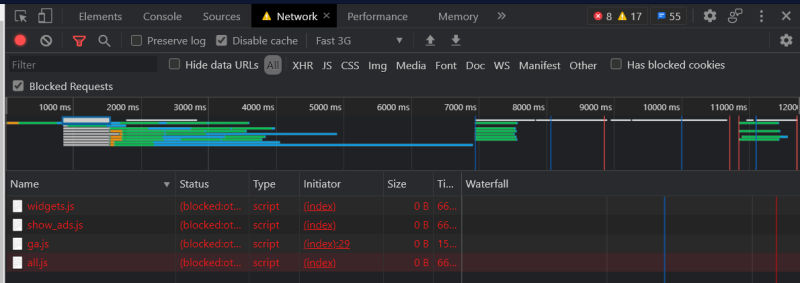 Elements Console Sources Network × Performance Memory » 8 17 55
Preserve log Disable cache Fast 3G
Filter Hide data URLs All XHR JS CSS Img Media Font Doc WS Manifest Other Has blocked cookies
Blocked Requests
1000 ms 2000 ms 3000 ms 4000 ms 5000 ms 6000 ms 7000 ms 8000 ms 9000 ms 10000 ms 11000 ms 12000
Name Status Type Initiator Size Ti... Waterfall
widgets.js (blocked:ot... script (index) 0 B 66...
show_ads.js (blocked:ot... script (index) 0 B 66...
ga.js (blocked:ot... script (index):29 0 B 15...
all.js (blocked:ot... script (index) 0 B 66...